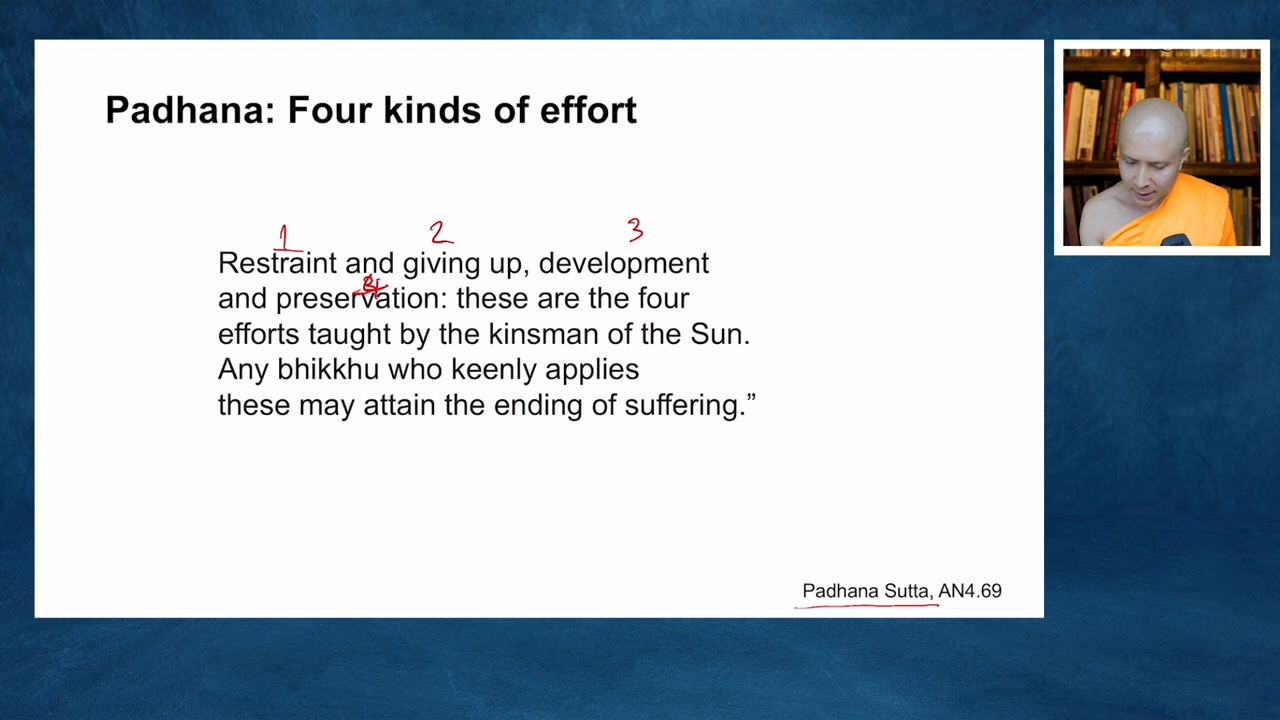 Padhana: Four kinds of effort
1 2 3
Restraint and giving up, development
and preservation: these are the four
efforts taught by the kinsman of the Sun.
Any bhikkhu who keenly applies
these may attain the ending of suffering.”
Padhana Sutta, AN4.69